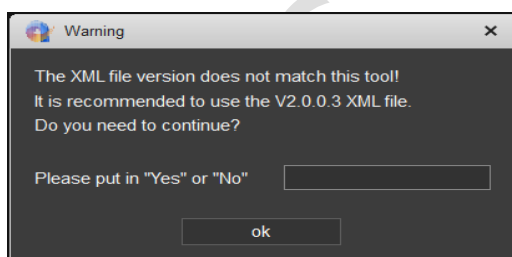 Warning
The XML file version does not match this tool!
It is recommended to use the V2.0.0.3 XML file.
Do you need to continue?
Please put in "Yes" or "No"
ok